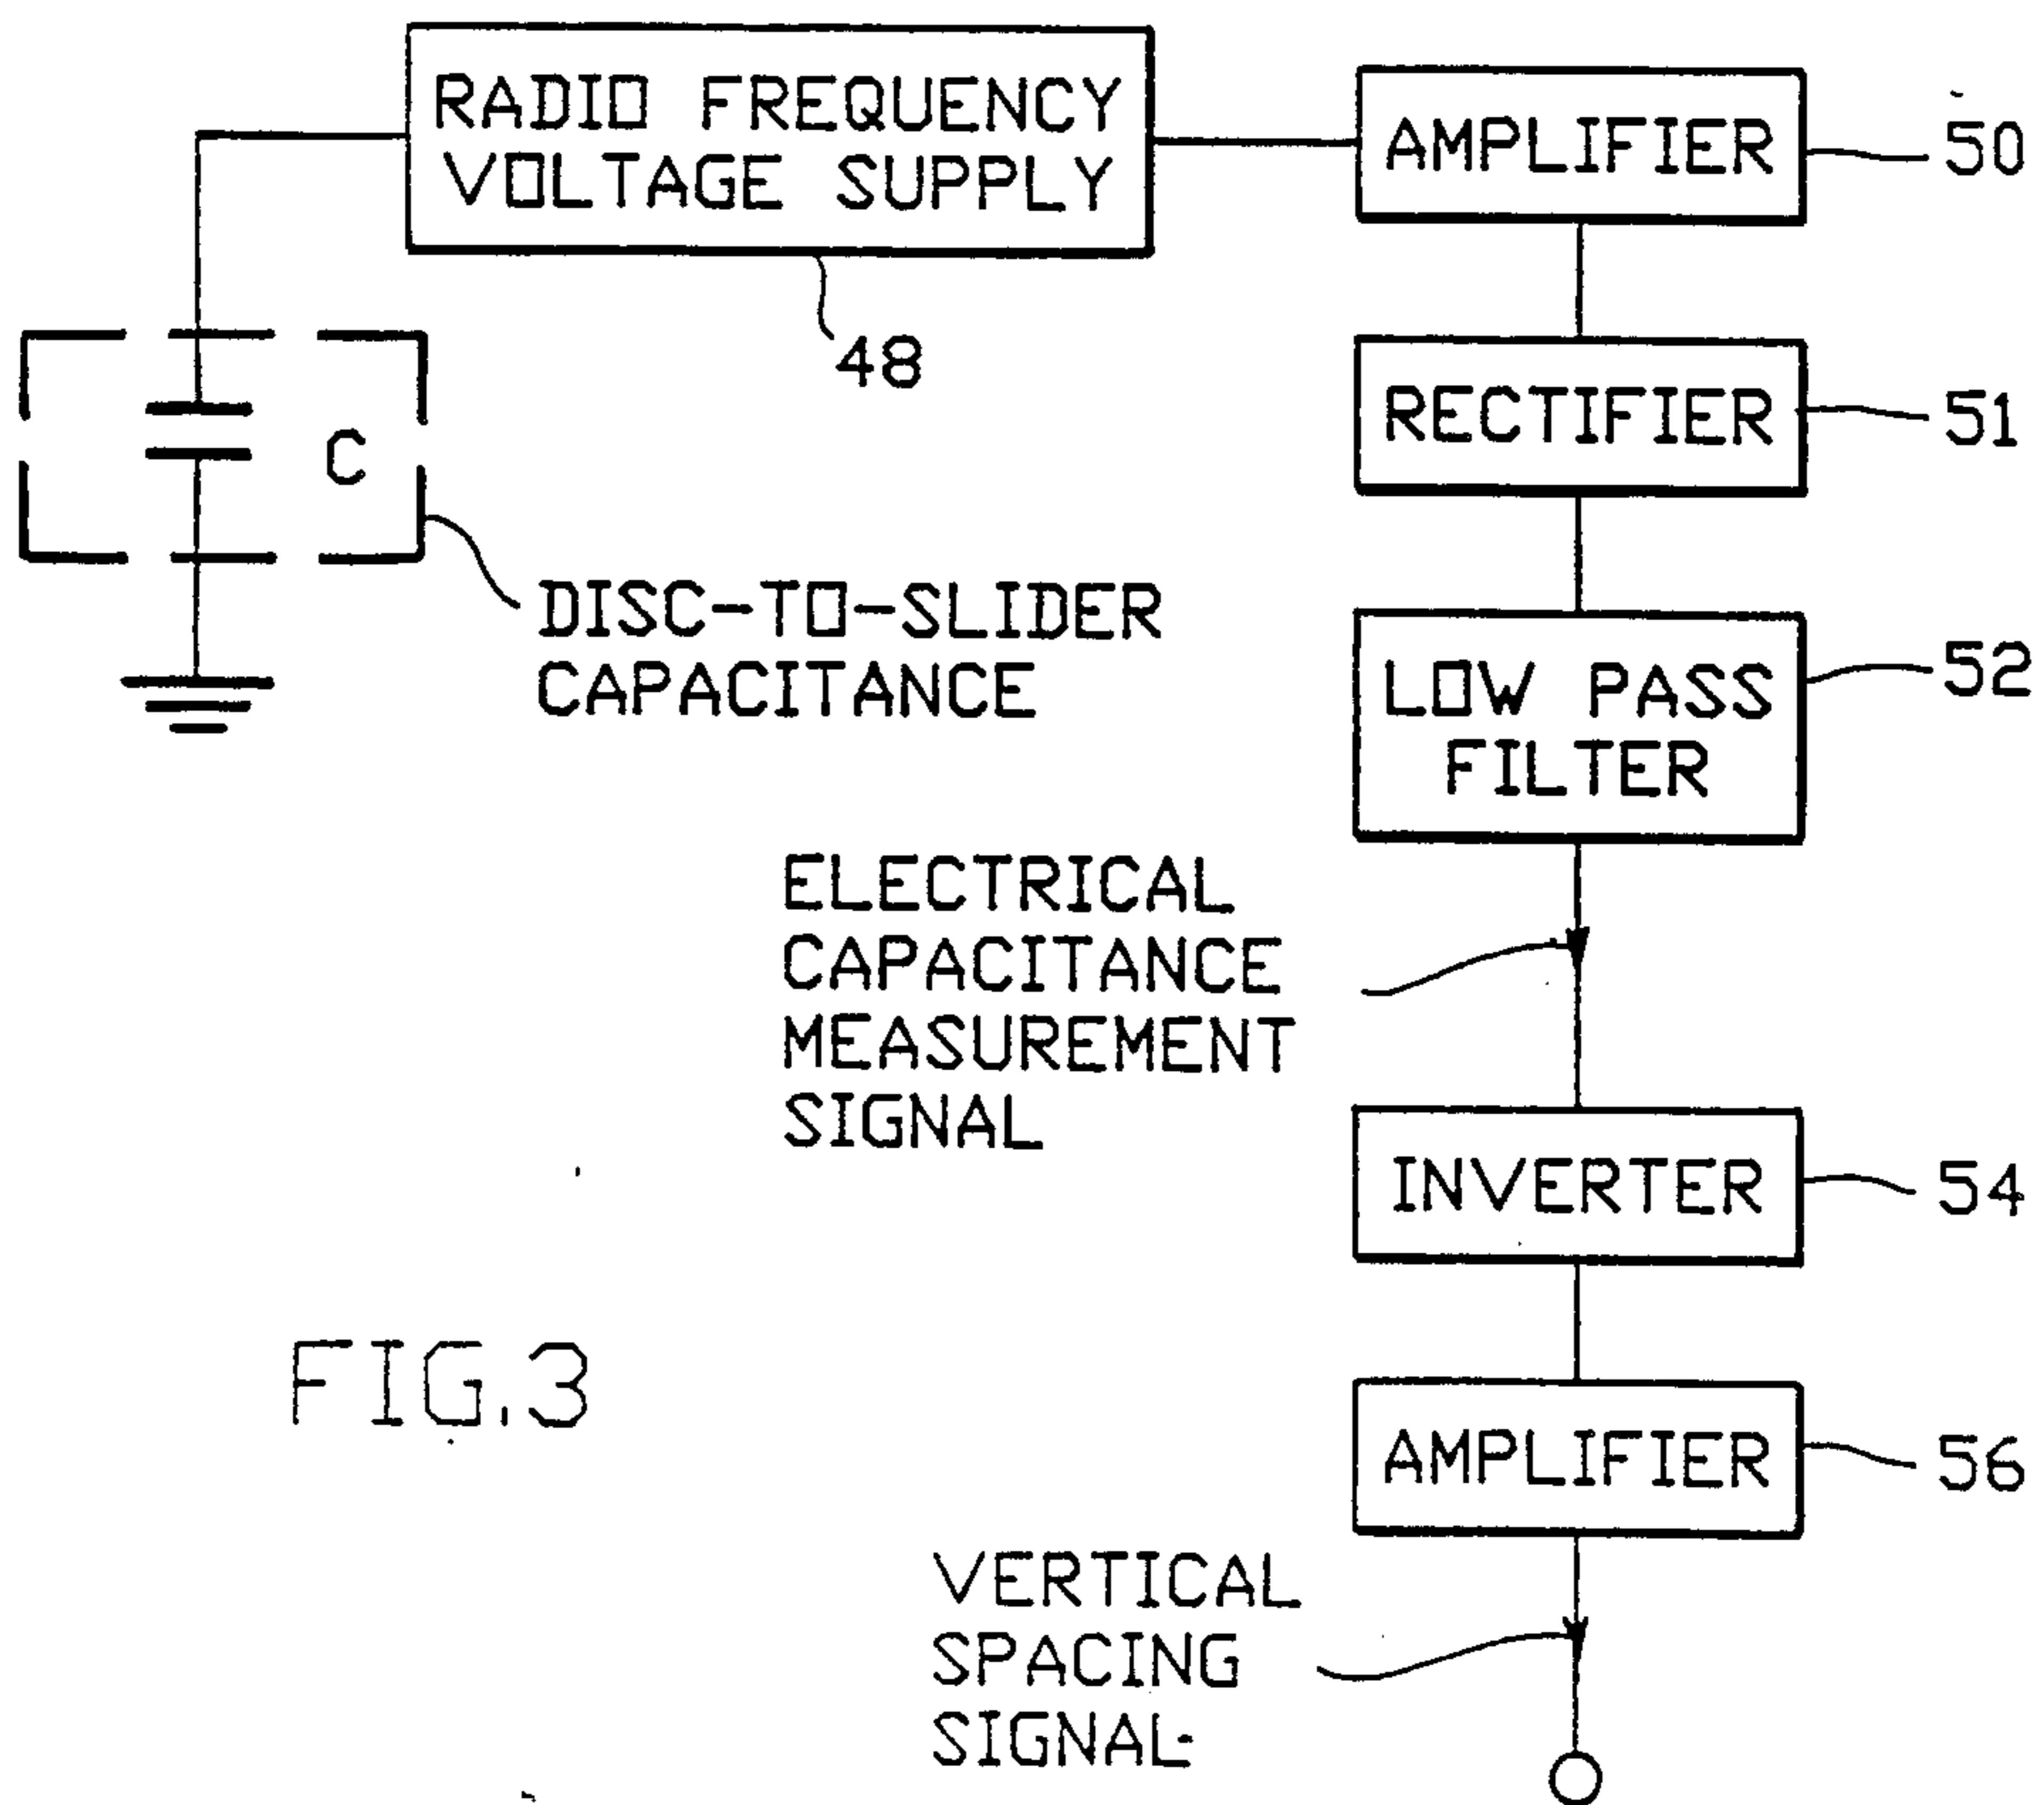 RADIO FREQUENCY
VOLTAGE SUPPLY
48
AMPLIFIER
50
RECTIFIER
51
C
DISC-TO-SLIDER
CAPACITANCE
LOW PASS
FILTER
52
ELECTRICAL
CAPACITANCE
MEASUREMENT
SIGNAL
INVERTER
54
AMPLIFIER
56
FIG.3
VERTICAL
SPACING
SIGNAL